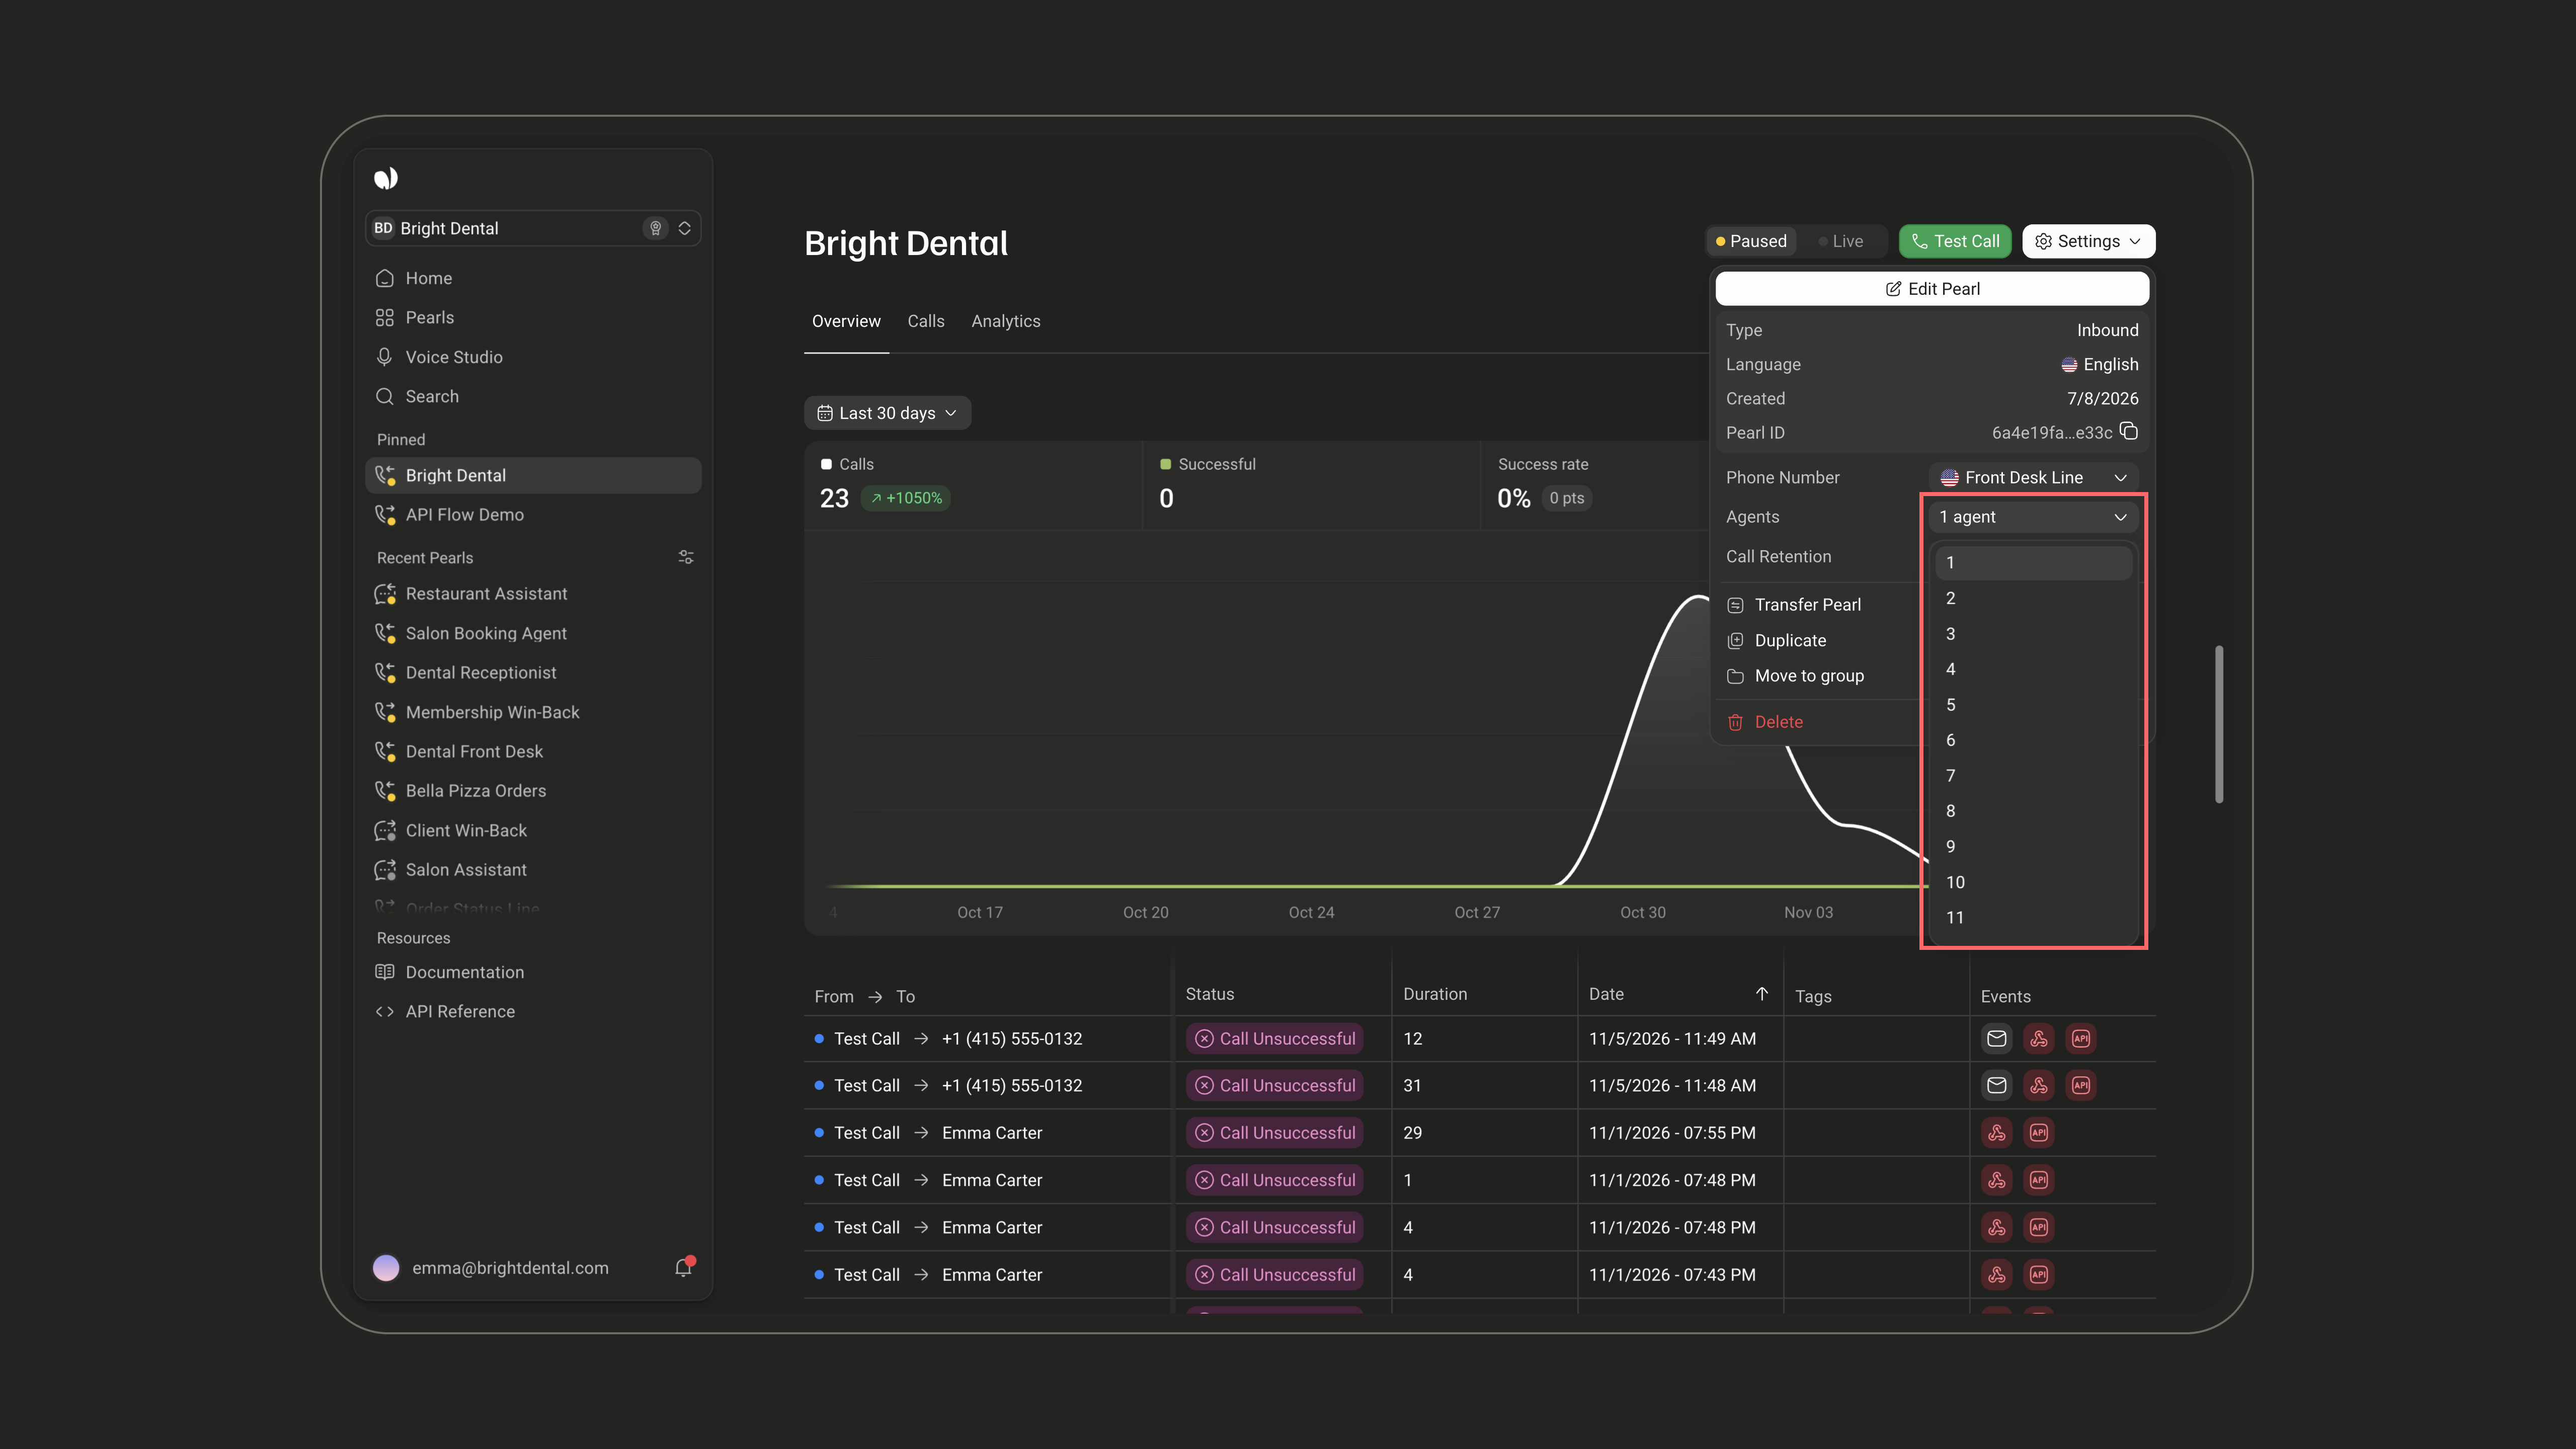 BD Bright Dental
Home
Pearls
Voice Studio
Search
Pinned
Bright Dental
API Flow Demo
Recent Pearls
Restaurant Assistant
Salon Booking Agent
Dental Receptionist
Membership Win-Back
Dental Front Desk
Bella Pizza Orders
Client Win-Back
Salon Assistant
Order Status Line
Resources
Documentation
API Reference
emma@brightdental.com
Bright Dental
Paused Live Test Call Settings
Overview Calls Analytics
Last 30 days
Calls Successful Success rate
23 +1050% 0 0% 0 pts
4 Oct 17 Oct 20 Oct 24 Oct 27 Oct 30 Nov 03
Edit Pearl
Type Inbound
Language English
Created 7/8/2026
Pearl ID 6a4e19fa...e33c
Phone Number Front Desk Line
Agents 1 agent
Call Retention
Transfer Pearl
Duplicate
Move to group
Delete
1
2
3
4
5
6
7
8
9
10
11
From → To Status Duration Date Tags Events
Test Call → +1 (415) 555-0132 Call Unsuccessful 12 11/5/2026 - 11:49 AM API
Test Call → +1 (415) 555-0132 Call Unsuccessful 31 11/5/2026 - 11:48 AM API
Test Call → Emma Carter Call Unsuccessful 29 11/1/2026 - 07:55 PM API
Test Call → Emma Carter Call Unsuccessful 1 11/1/2026 - 07:48 PM API
Test Call → Emma Carter Call Unsuccessful 4 11/1/2026 - 07:48 PM API
Test Call → Emma Carter Call Unsuccessful 4 11/1/2026 - 07:43 PM API